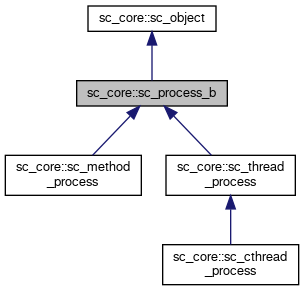 sc_core::sc_object
sc_core::sc_process_b
sc_core::sc_method
_process
sc_core::sc_thread
_process
sc_core::sc_cthread
_process